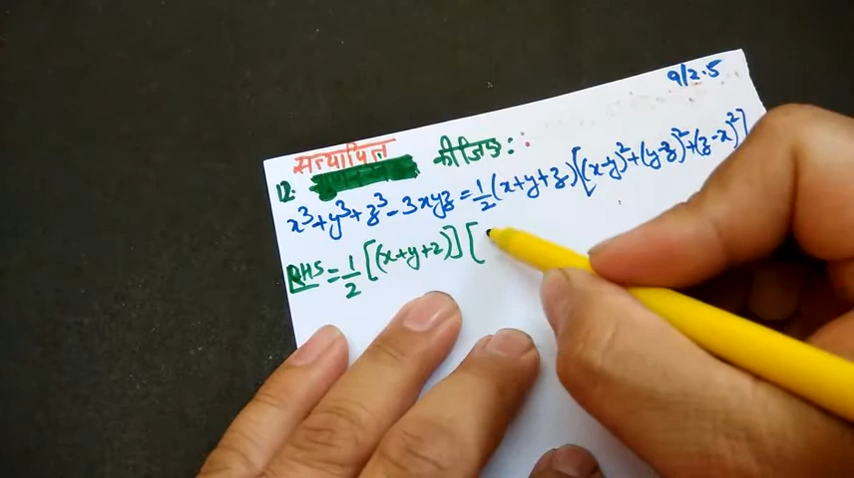 9/2.5
सत्यापित कीजिए:
12.
x³+y³+z³-3xyz=½(x+y+z)[(x-y)²+(y-z)²+(z-x)²]
RHS=½[(x+y+z)][